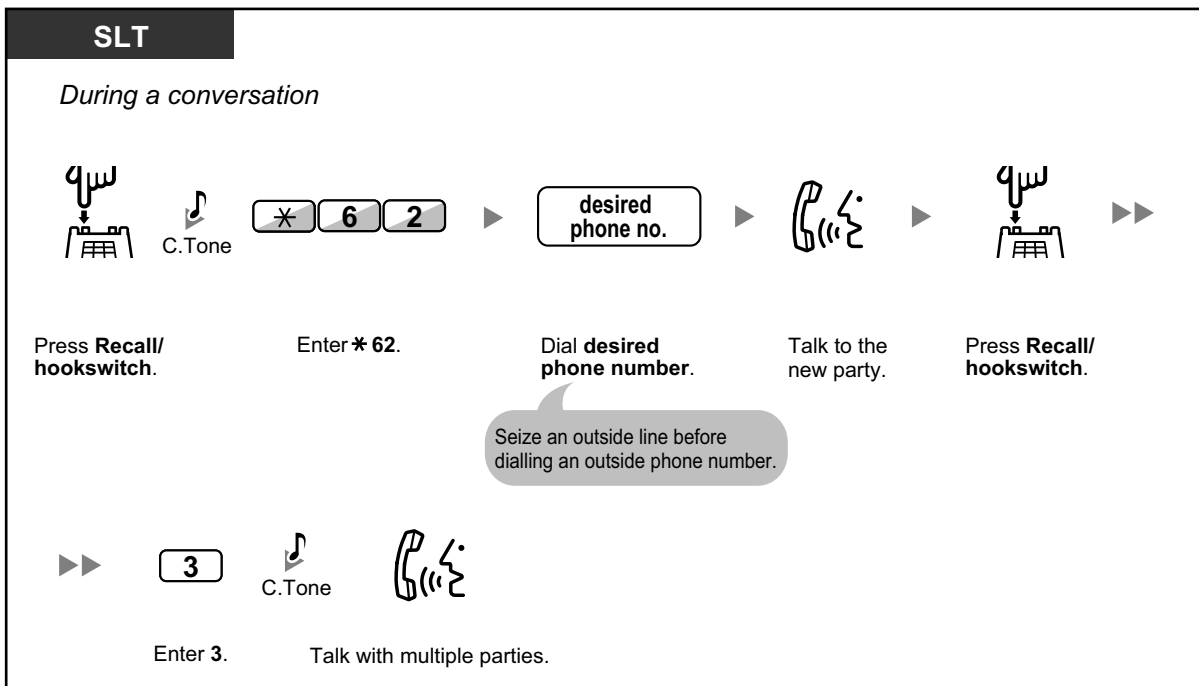 SLT
During a conversation
C.Tone
* 6 2
desired
phone no.
Press Recall/
hookswitch.
Enter * 62.
Dial desired
phone number.
Talk to the
new party.
Press Recall/
hookswitch.
Seize an outside line before
dialling an outside phone number.
3
C.Tone
Enter 3.
Talk with multiple parties.